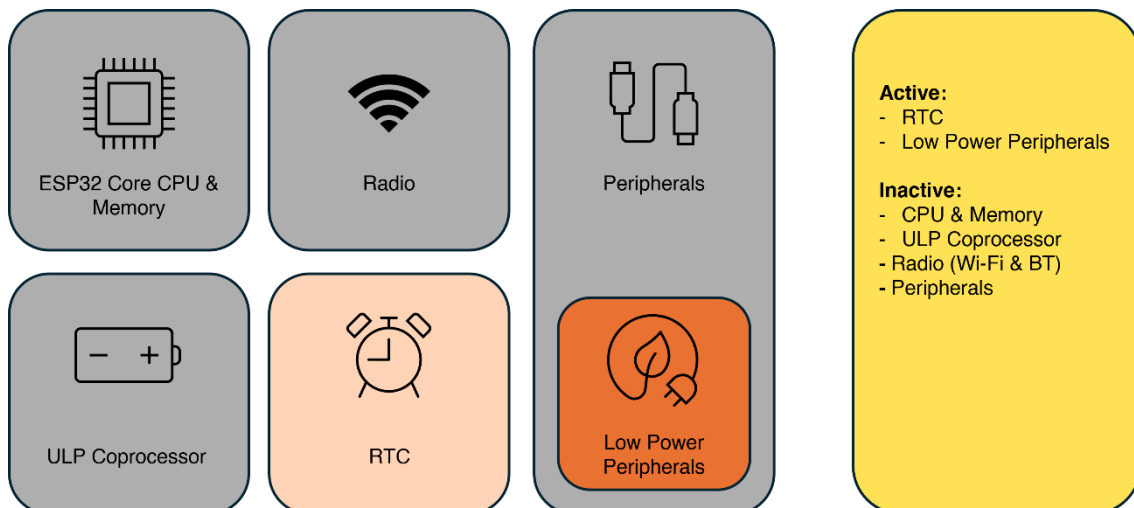 ESP32 Core CPU &
Memory
Radio
Peripherals
ULP Coprocessor
RTC
Low Power
Peripherals
Active:
- RTC
- Low Power Peripherals
Inactive:
- CPU & Memory
- ULP Coprocessor
- Radio (Wi-Fi & BT)
- Peripherals